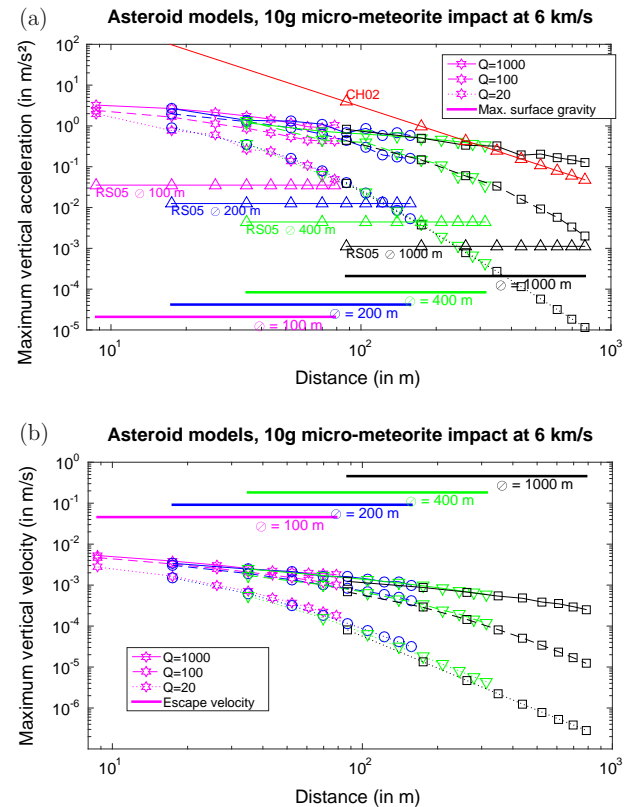 (a)
Asteroid models, 10g micro-meteorite impact at 6 km/s
Maximum vertical acceleration (in m/s²)
10²
10¹
10⁰
10⁻¹
10⁻²
10⁻³
10⁻⁴
10⁻⁵
CH02
Q=1000
Q=100
Q=20
Max. surface gravity
RS05 ∅ 100 m
RS05 ∅ 200 m
RS05 ∅ 400 m
RS05 ∅ 1000 m
∅ = 1000 m
∅ = 400 m
∅ = 200 m
∅ = 100 m
10¹
10²
10³
Distance (in m)
(b)
Asteroid models, 10g micro-meteorite impact at 6 km/s
Maximum vertical velocity (in m/s)
10⁰
10⁻¹
10⁻²
10⁻³
10⁻⁴
10⁻⁵
10⁻⁶
∅ = 1000 m
∅ = 400 m
∅ = 200 m
∅ = 100 m
Q=1000
Q=100
Q=20
Escape velocity
10¹
10²
10³
Distance (in m)